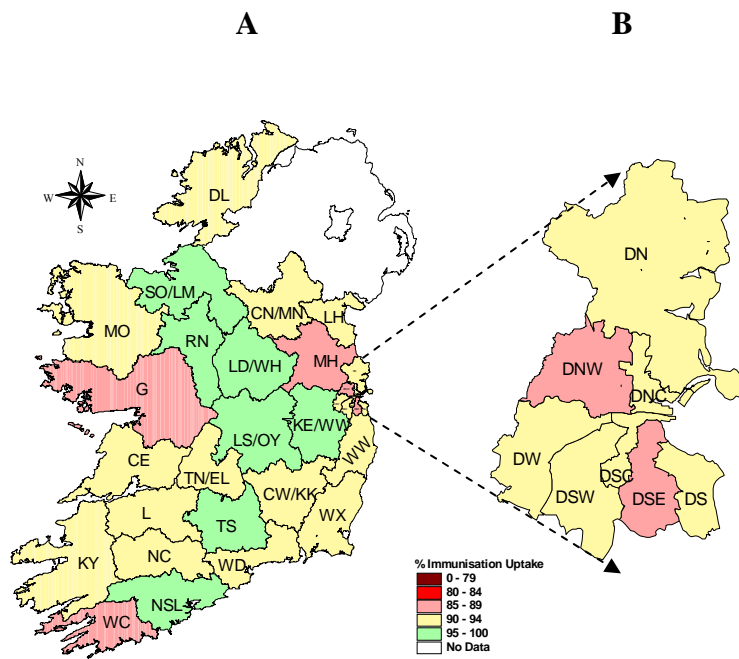 A B
N
W E
S
DL
SO/LM
CN/MN
LH
MO
RN
LD/WH
MH
G
KE/WW
LS/OY
WW
CE
TN/EL
CW/KK
L
TS
WX
KY
NC
WD
NSL
WC
DN
DNW
DNC
DW
DSC
DSW
DSE
DS
% Immunisation Uptake
0 - 79
80 - 84
85 - 89
90 - 94
95 - 100
No Data